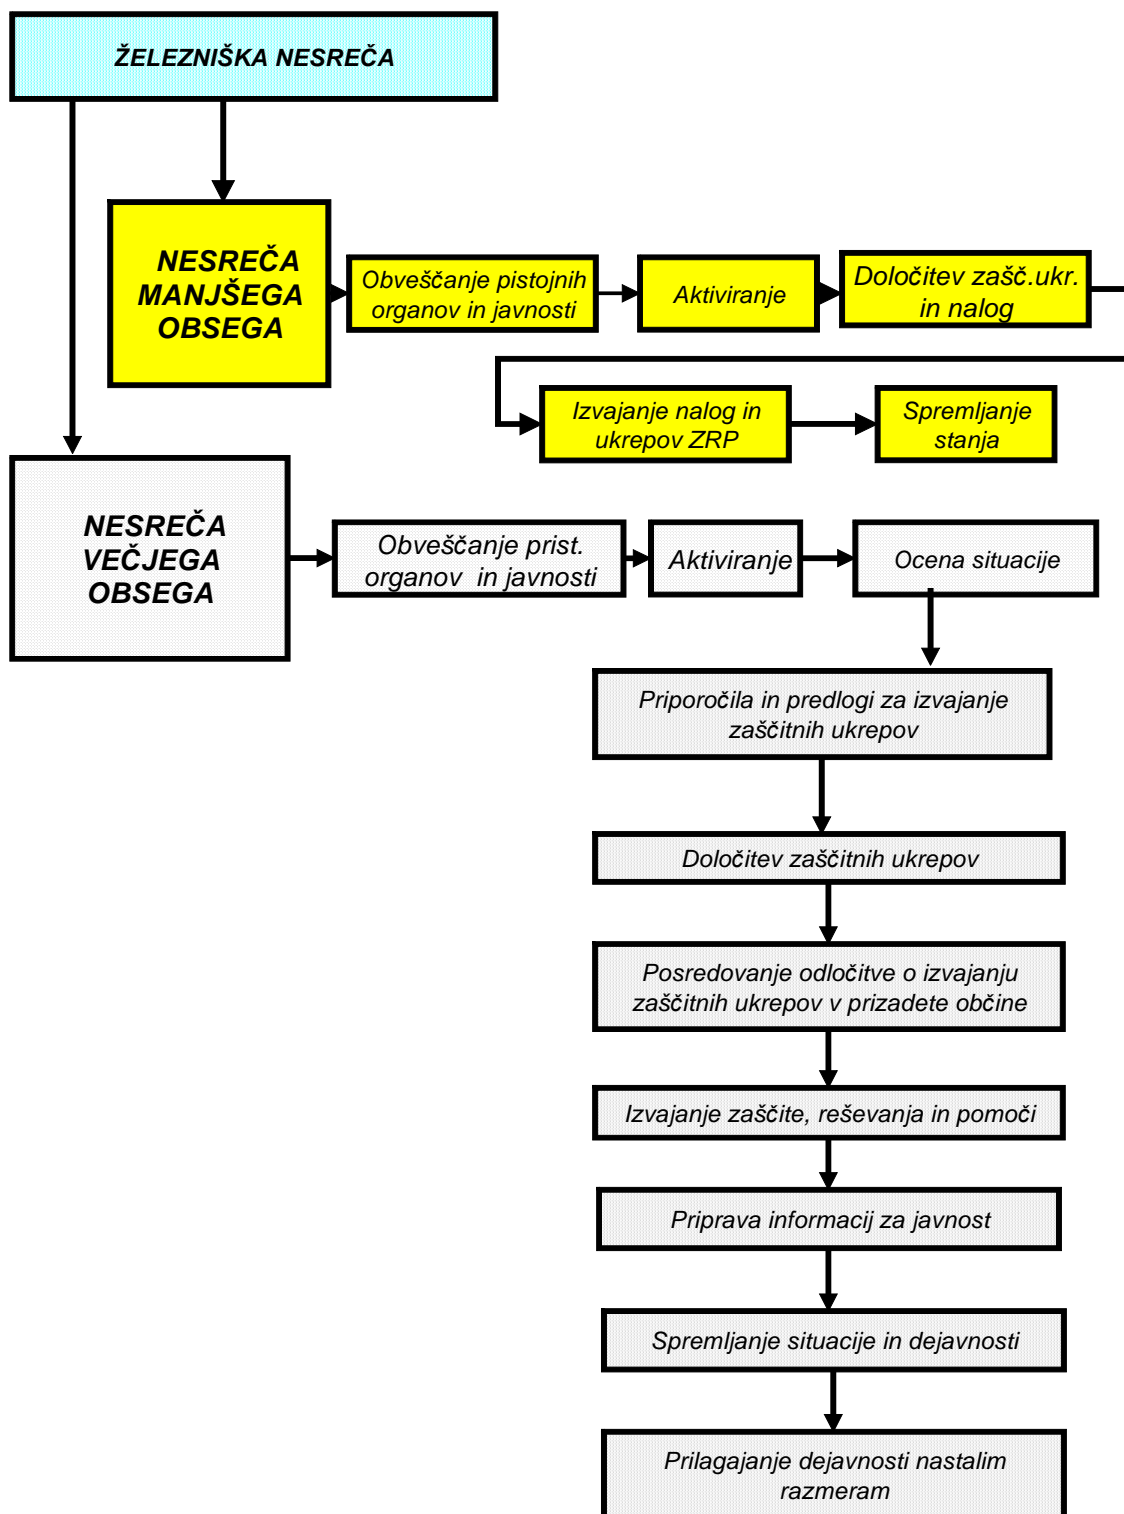 ŽELEZNIŠKA NESREČA
NESREČA
MANJŠEGA
OBSEGA
Obveščanje pistojnih
organov in javnosti
Aktiviranje
Določitev zašč.ukr.
in nalog
Izvajanje nalog in
ukrepov ZRP
Spremljanje
stanja
NESREČA
VEČJEGA
OBSEGA
Obveščanje prist.
organov in javnosti
Aktiviranje
Ocena situacije
Priporočila in predlogi za izvajanje
zaščitnih ukrepov
Določitev zaščitnih ukrepov
Posredovanje odločitve o izvajanju
zaščitnih ukrepov v prizadete občine
Izvajanje zaščite, reševanja in pomoči
Priprava informacij za javnost
Spremljanje situacije in dejavnosti
Prilagajanje dejavnosti nastalim
razmeram